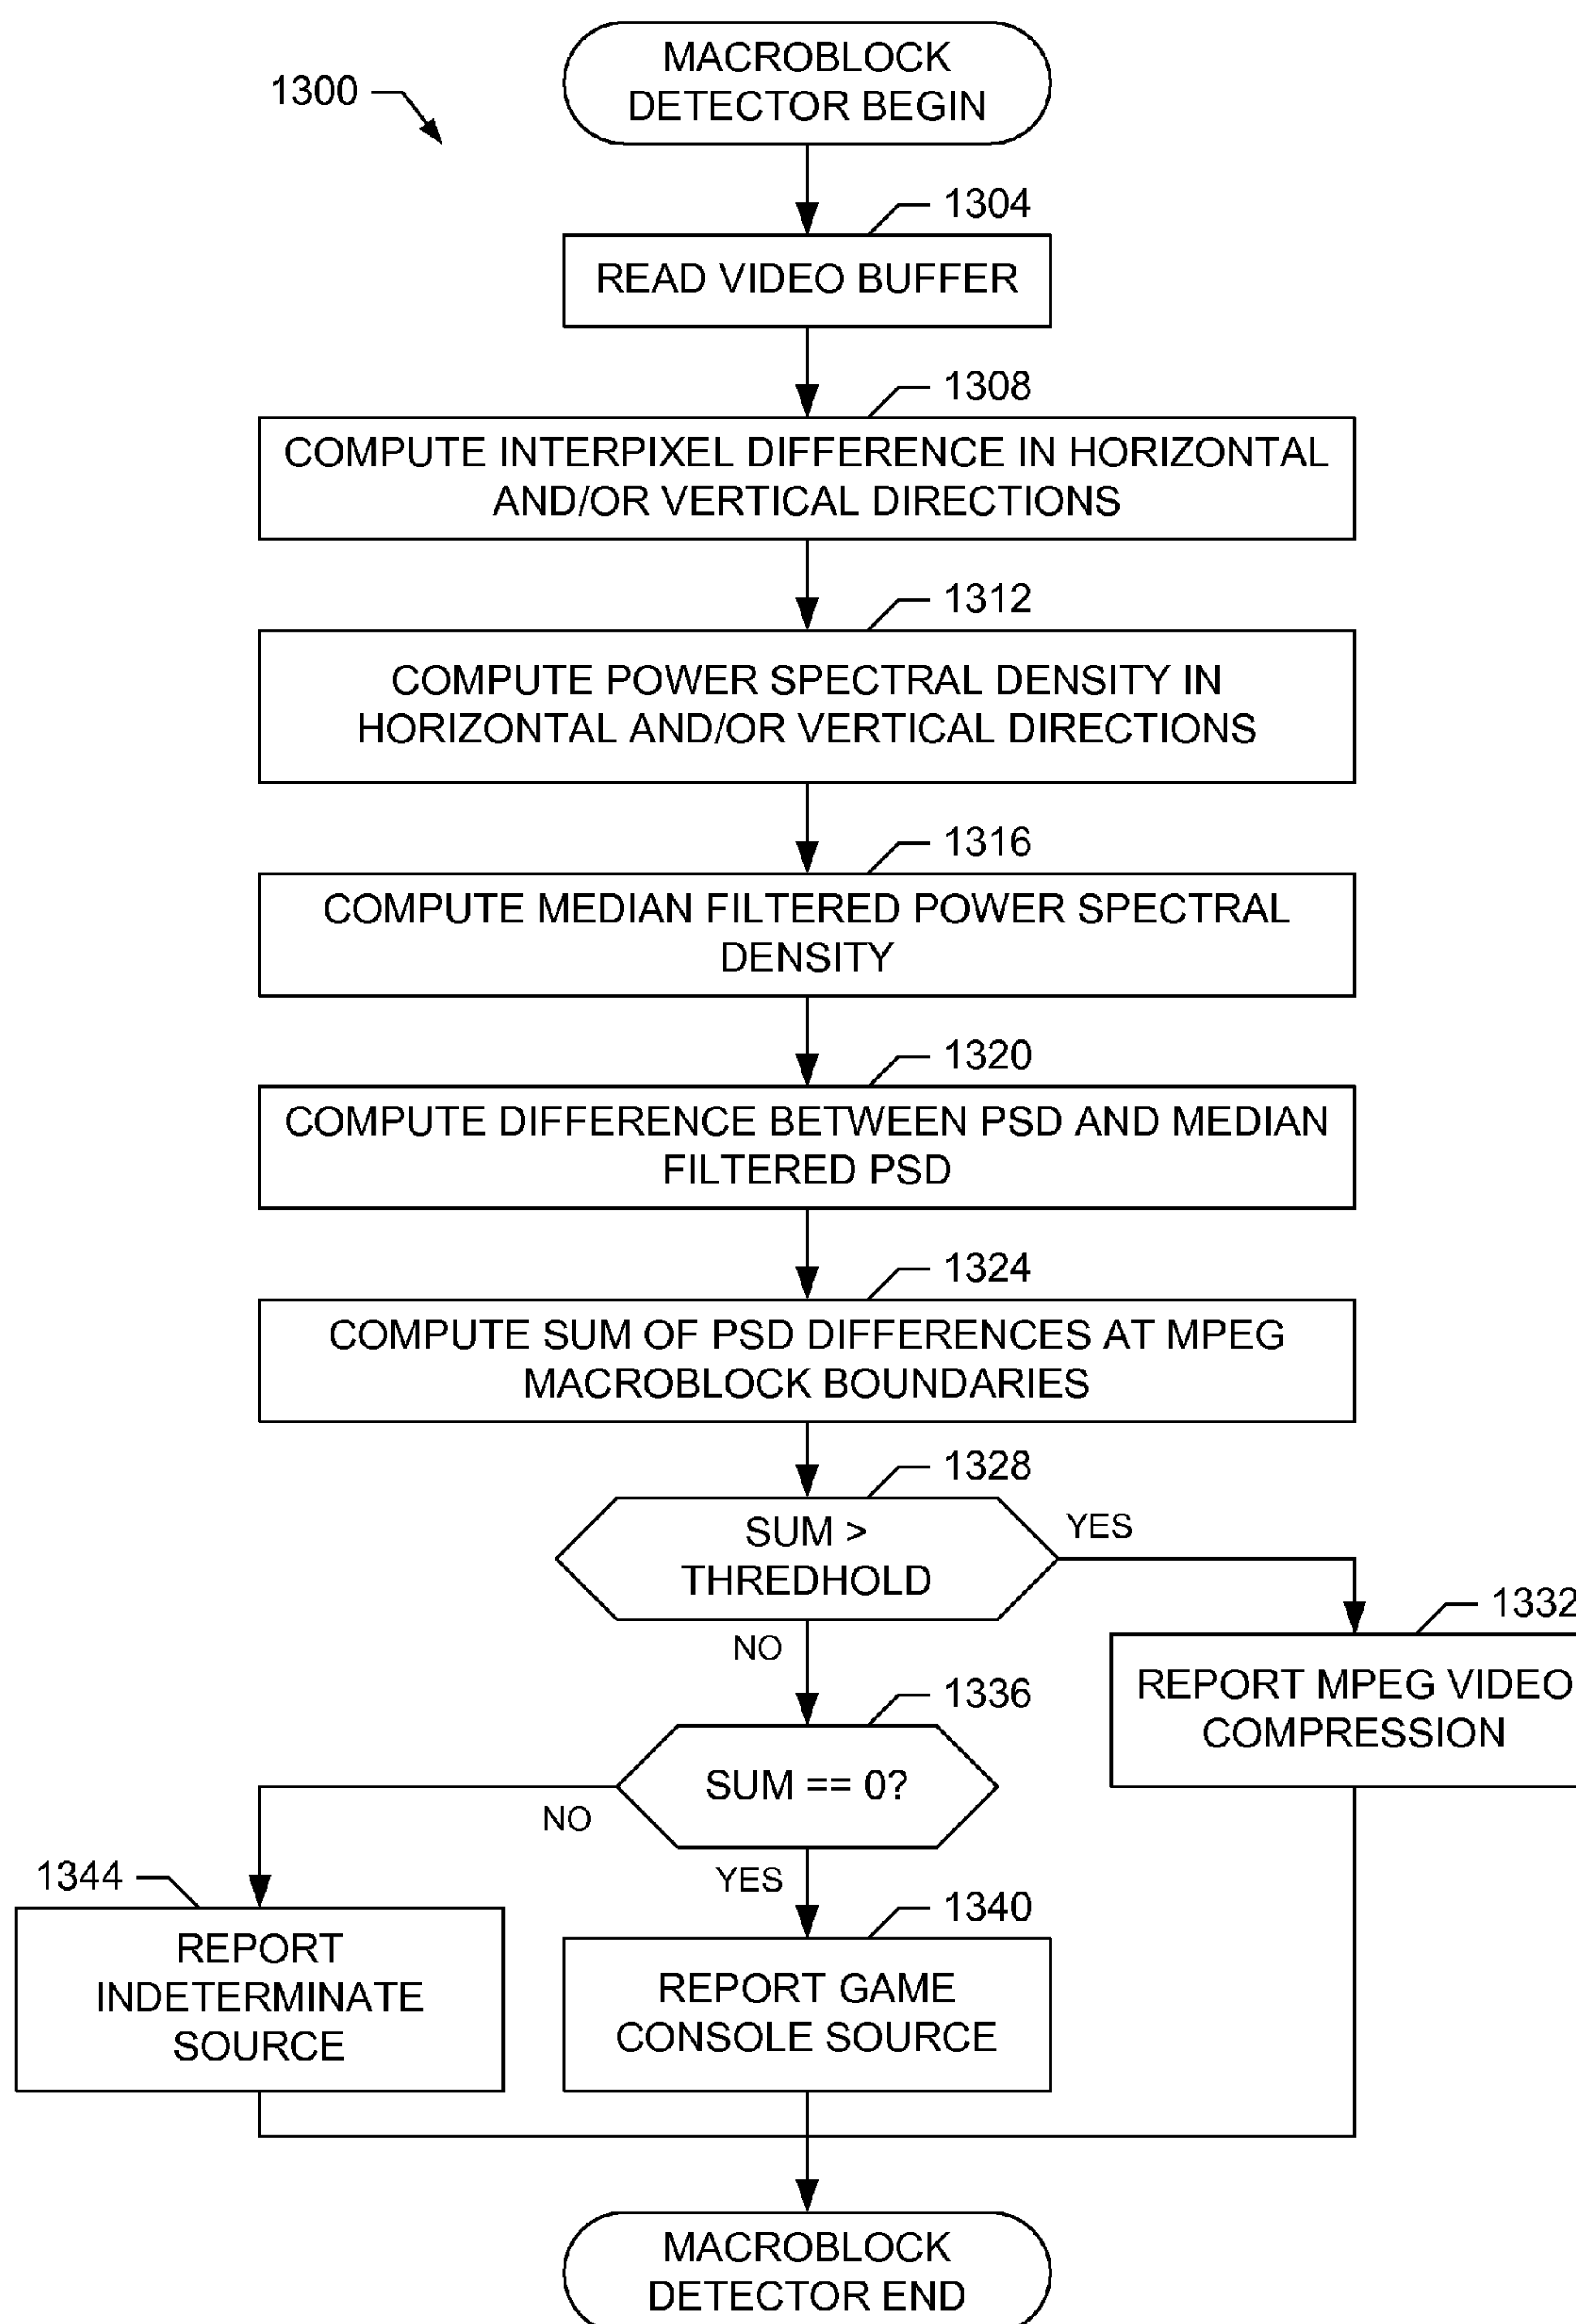 MACROBLOCK
DETECTOR BEGIN
1300
1304
READ VIDEO BUFFER
1308
COMPUTE INTERPIXEL DIFFERENCE IN HORIZONTAL
AND/OR VERTICAL DIRECTIONS
1312
COMPUTE POWER SPECTRAL DENSITY IN
HORIZONTAL AND/OR VERTICAL DIRECTIONS
1316
COMPUTE MEDIAN FILTERED POWER SPECTRAL
DENSITY
1320
COMPUTE DIFFERENCE BETWEEN PSD AND MEDIAN
FILTERED PSD
1324
COMPUTE SUM OF PSD DIFFERENCES AT MPEG
MACROBLOCK BOUNDARIES
1328
SUM >
THREDHOLD
YES
1332
REPORT MPEG VIDEO
COMPRESSION
NO
1336
SUM == 0?
NO
YES
1344
REPORT
INDETERMINATE
SOURCE
1340
REPORT GAME
CONSOLE SOURCE
MACROBLOCK
DETECTOR END